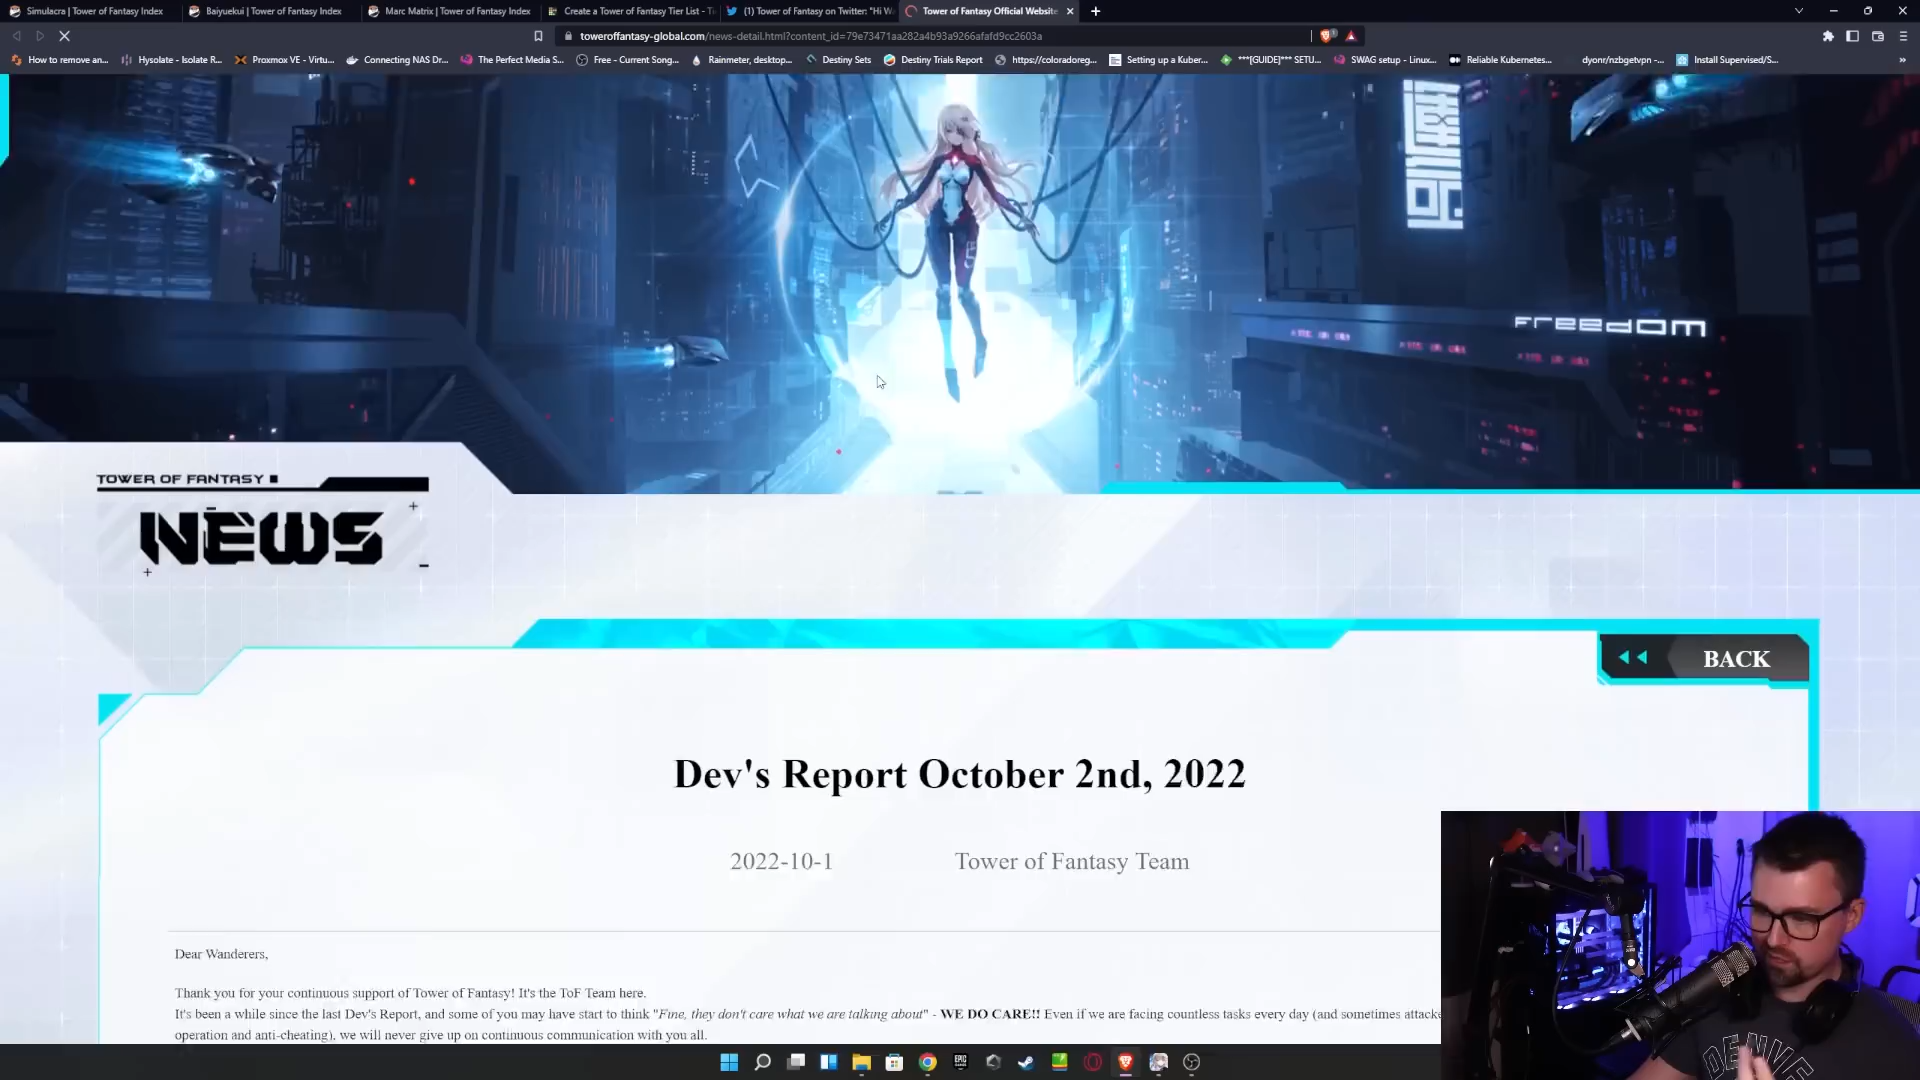 Simulacra | Tower of Fantasy Index
Baiyuekui | Tower of Fantasy Index
Marc Matrix | Tower of Fantasy Index
Create a Tower of Fantasy Tier List - Ti
(1) Tower of Fantasy on Twitter: "Hi W
Tower of Fantasy Official Website
toweroffantasy-global.com/news-detail.html?content_id=79e73471aa282a4b93a9266afafd9cc2603a
How to remove an...
Hysolate - Isolate R...
Proxmox VE - Virtu...
Connecting NAS Dr...
The Perfect Media S...
Free - Current Song...
Rainmeter, desktop...
Destiny Sets
Destiny Trials Report
https://coloradoreg...
Setting up a Kuber...
***[GUIDE]*** SETU...
SWAG setup - Linux...
Reliable Kubernetes...
dyonr/nzbgetvpn -...
Install Supervised/S...
FREEDOM
TOWER OF FANTASY
NEWS
BACK
Dev's Report October 2nd, 2022
2022-10-1 Tower of Fantasy Team
Dear Wanderers,
Thank you for your continuous support of Tower of Fantasy! It's the ToF Team here.
It's been a while since the last Dev's Report, and some of you may have start to think "Fine, they don't care what we are talking about" - WE DO CARE!! Even if we are facing countless tasks every day (and sometimes attacke
operation and anti-cheating), we will never give up on continuous communication with you all.
EPIC
GAMES
DENVE